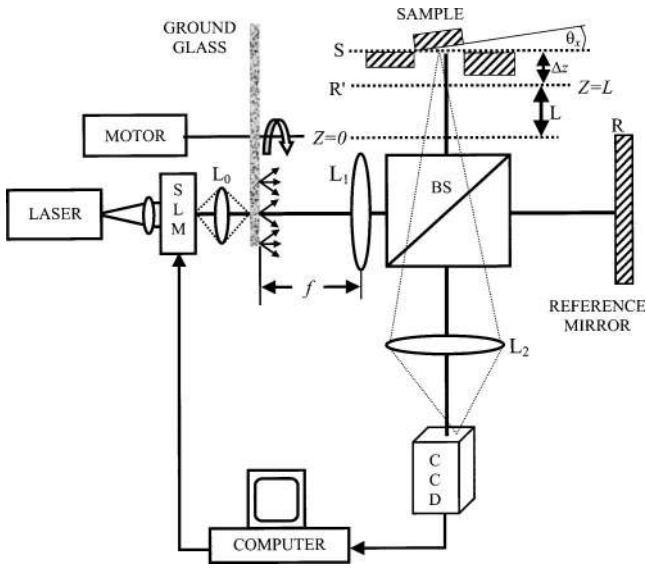 SAMPLE
θx
GROUND
GLASS
S
Δz
R'
Z=L
L
MOTOR
Z=0
R
L0
L1
BS
LASER
S
L
M
f
REFERENCE
MIRROR
L2
C
C
D
COMPUTER